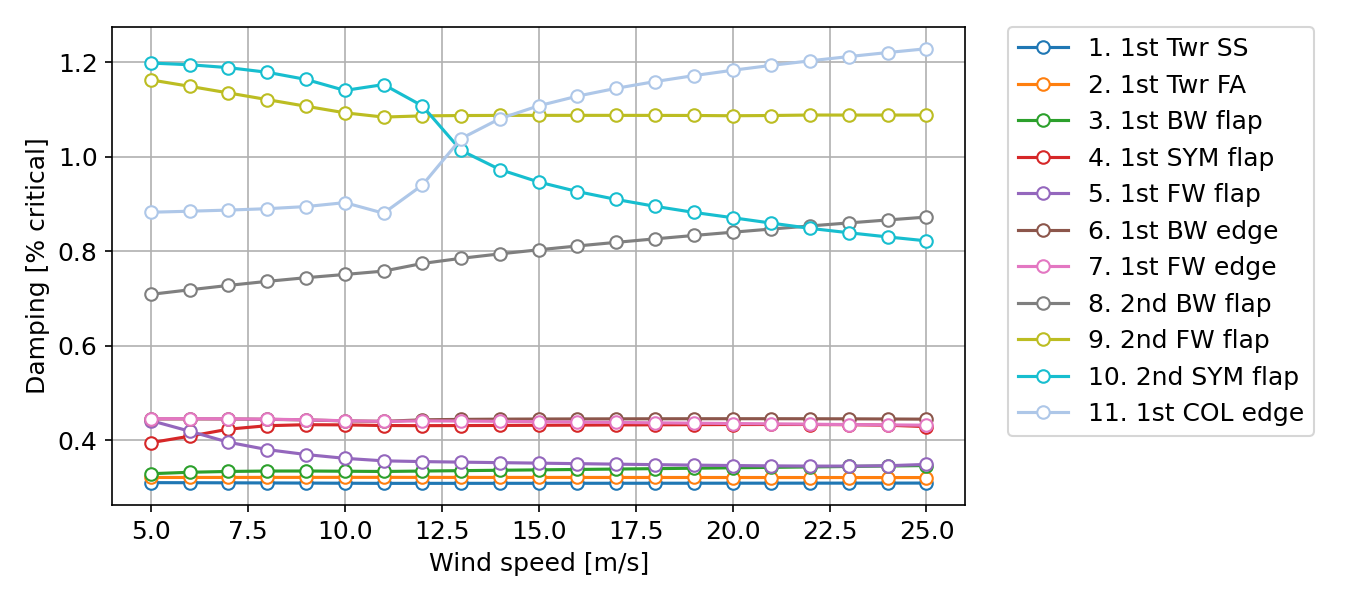 1.2
1.0
0.8
0.6
0.4
Damping [% critical]
5.0 7.5 10.0 12.5 15.0 17.5 20.0 22.5 25.0
Wind speed [m/s]
1. 1st Twr SS
2. 1st Twr FA
3. 1st BW flap
4. 1st SYM flap
5. 1st FW flap
6. 1st BW edge
7. 1st FW edge
8. 2nd BW flap
9. 2nd FW flap
10. 2nd SYM flap
11. 1st COL edge